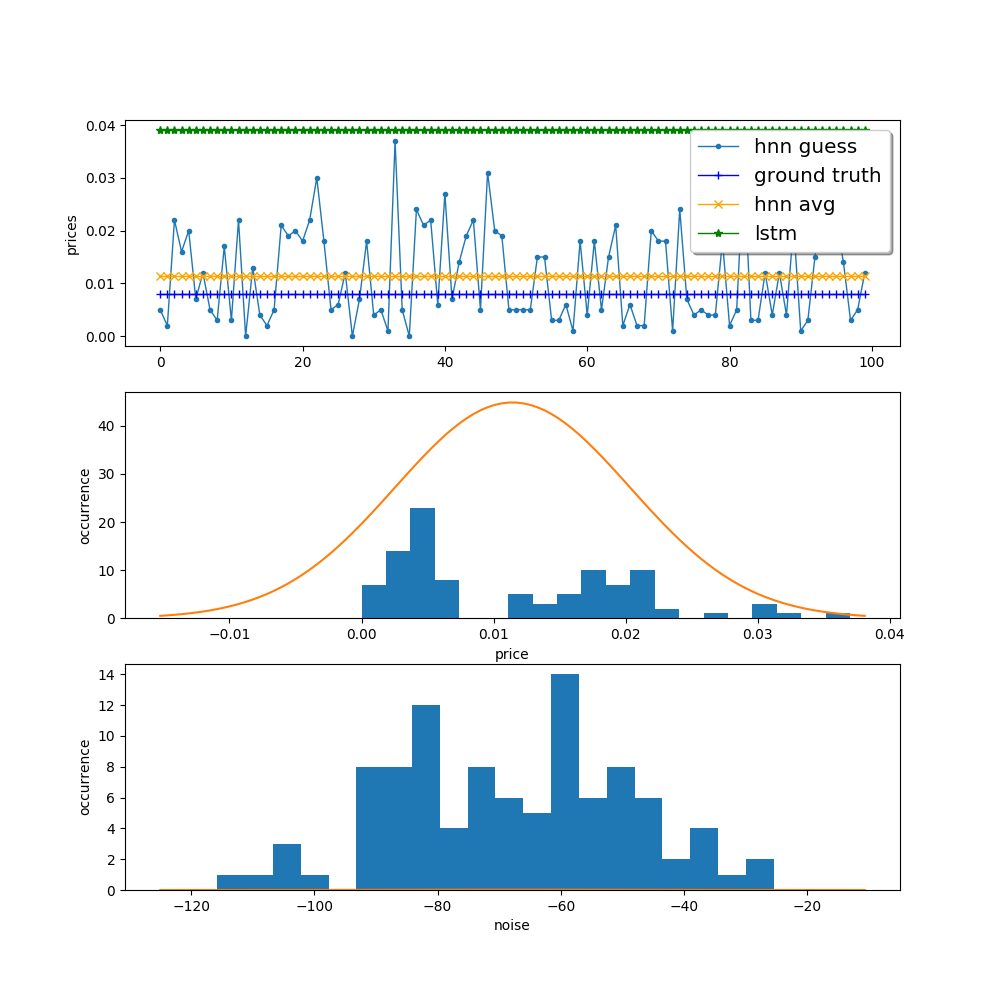 0.04
0.03
0.02
0.01
0.00
prices
hnn guess
ground truth
hnn avg
lstm
0 20 40 60 80 100
40
30
20
10
0
occurrence
−0.01 0.00 0.01 0.02 0.03 0.04
price
14
12
10
8
6
4
2
0
occurrence
−120 −100 −80 −60 −40 −20
noise